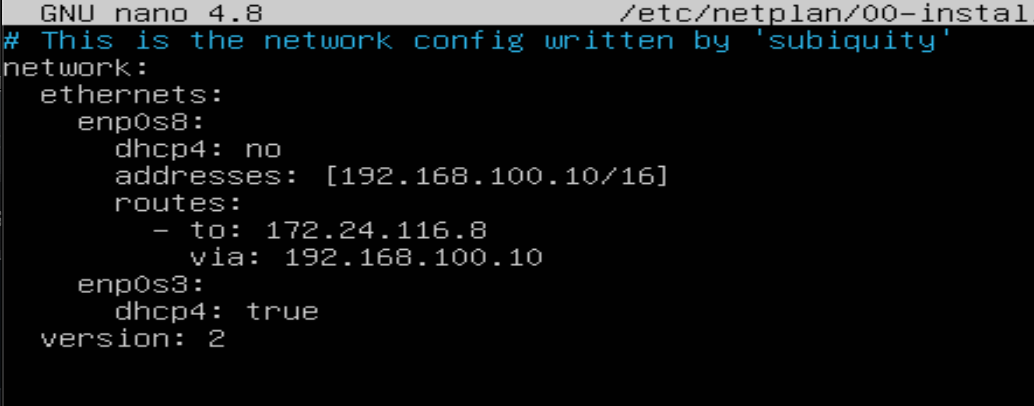 GNU nano 4.8 /etc/netplan/00-instal
# This is the network config written by 'subiquity'
network:
  ethernets:
    enp0s8:
      dhcp4: no
      addresses: [192.168.100.10/16]
      routes:
        - to: 172.24.116.8
          via: 192.168.100.10
    enp0s3:
      dhcp4: true
  version: 2